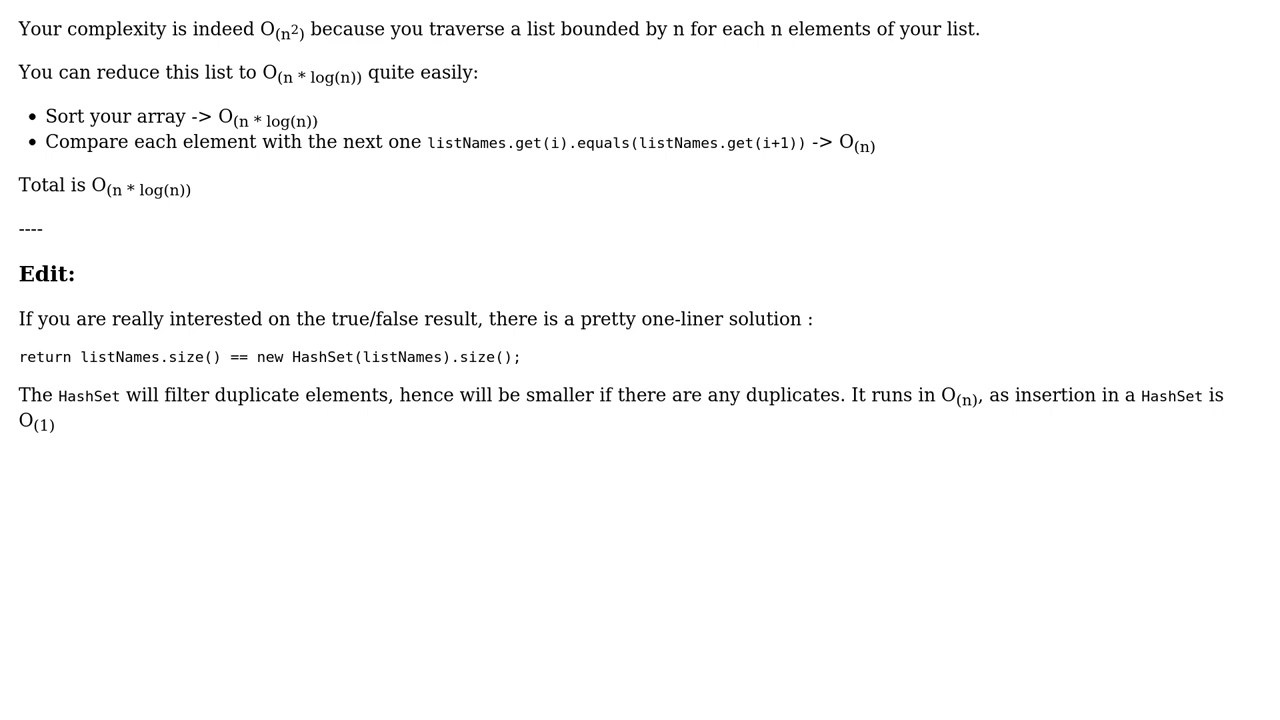 Your complexity is indeed O(n²) because you traverse a list bounded by n for each n elements of your list.
You can reduce this list to O(n * log(n)) quite easily:
• Sort your array -> O(n * log(n))
• Compare each element with the next one listNames.get(i).equals(listNames.get(i+1)) -> O(n)
Total is O(n * log(n))
----
Edit:
If you are really interested on the true/false result, there is a pretty one-liner solution :
return listNames.size() == new HashSet(listNames).size();
The HashSet will filter duplicate elements, hence will be smaller if there are any duplicates. It runs in O(n), as insertion in a HashSet is
O(1)